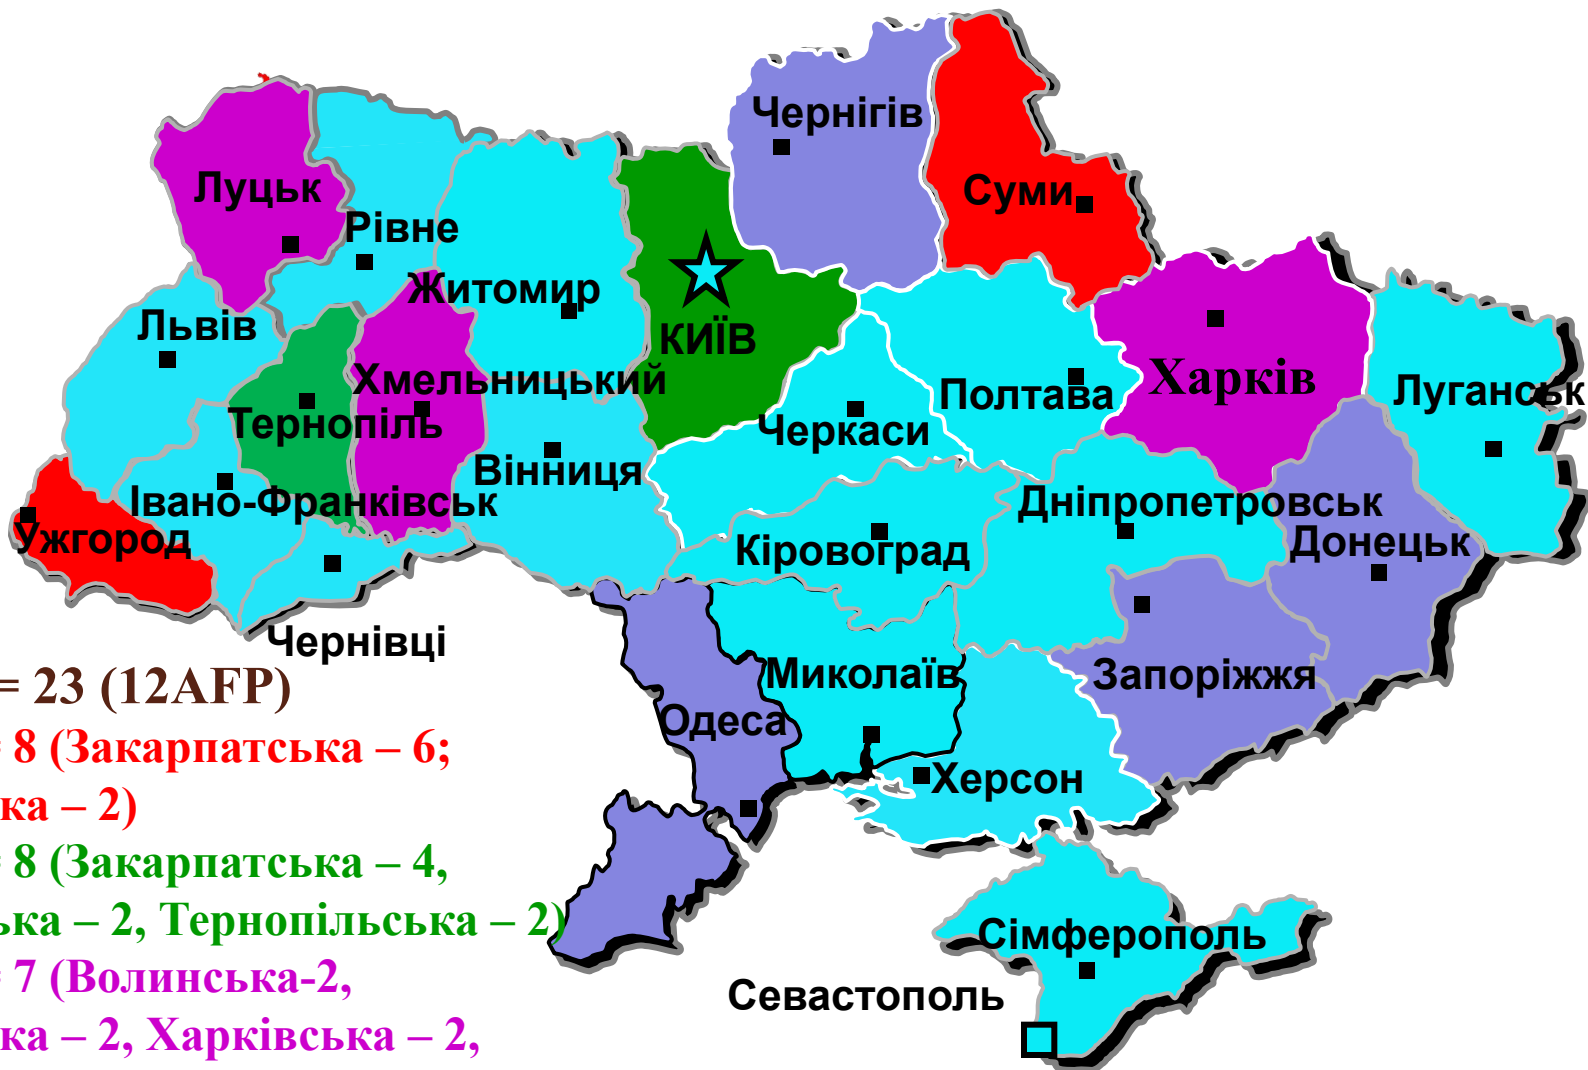 Чернігів
Суми
Луцьк
Рівне
Житомир
Львів
КИЇВ
Хмельницький
Харків
Полтава
Луганськ
Тернопіль
Черкаси
Вінниця
Івано-Франківськ
Дніпропетровськ
Ужгород
Кіровоград
Донецьк
Чернівці
Миколаїв
Запоріжжя
= 23 (12AFP)
Одеса
= 8 (Закарпатська – 6;
Херсон
ка – 2)
= 8 (Закарпатська – 4,
ька – 2, Тернопільська – 2)
Сімферополь
= 7 (Волинська-2,
Севастополь
ка – 2, Харківська – 2,